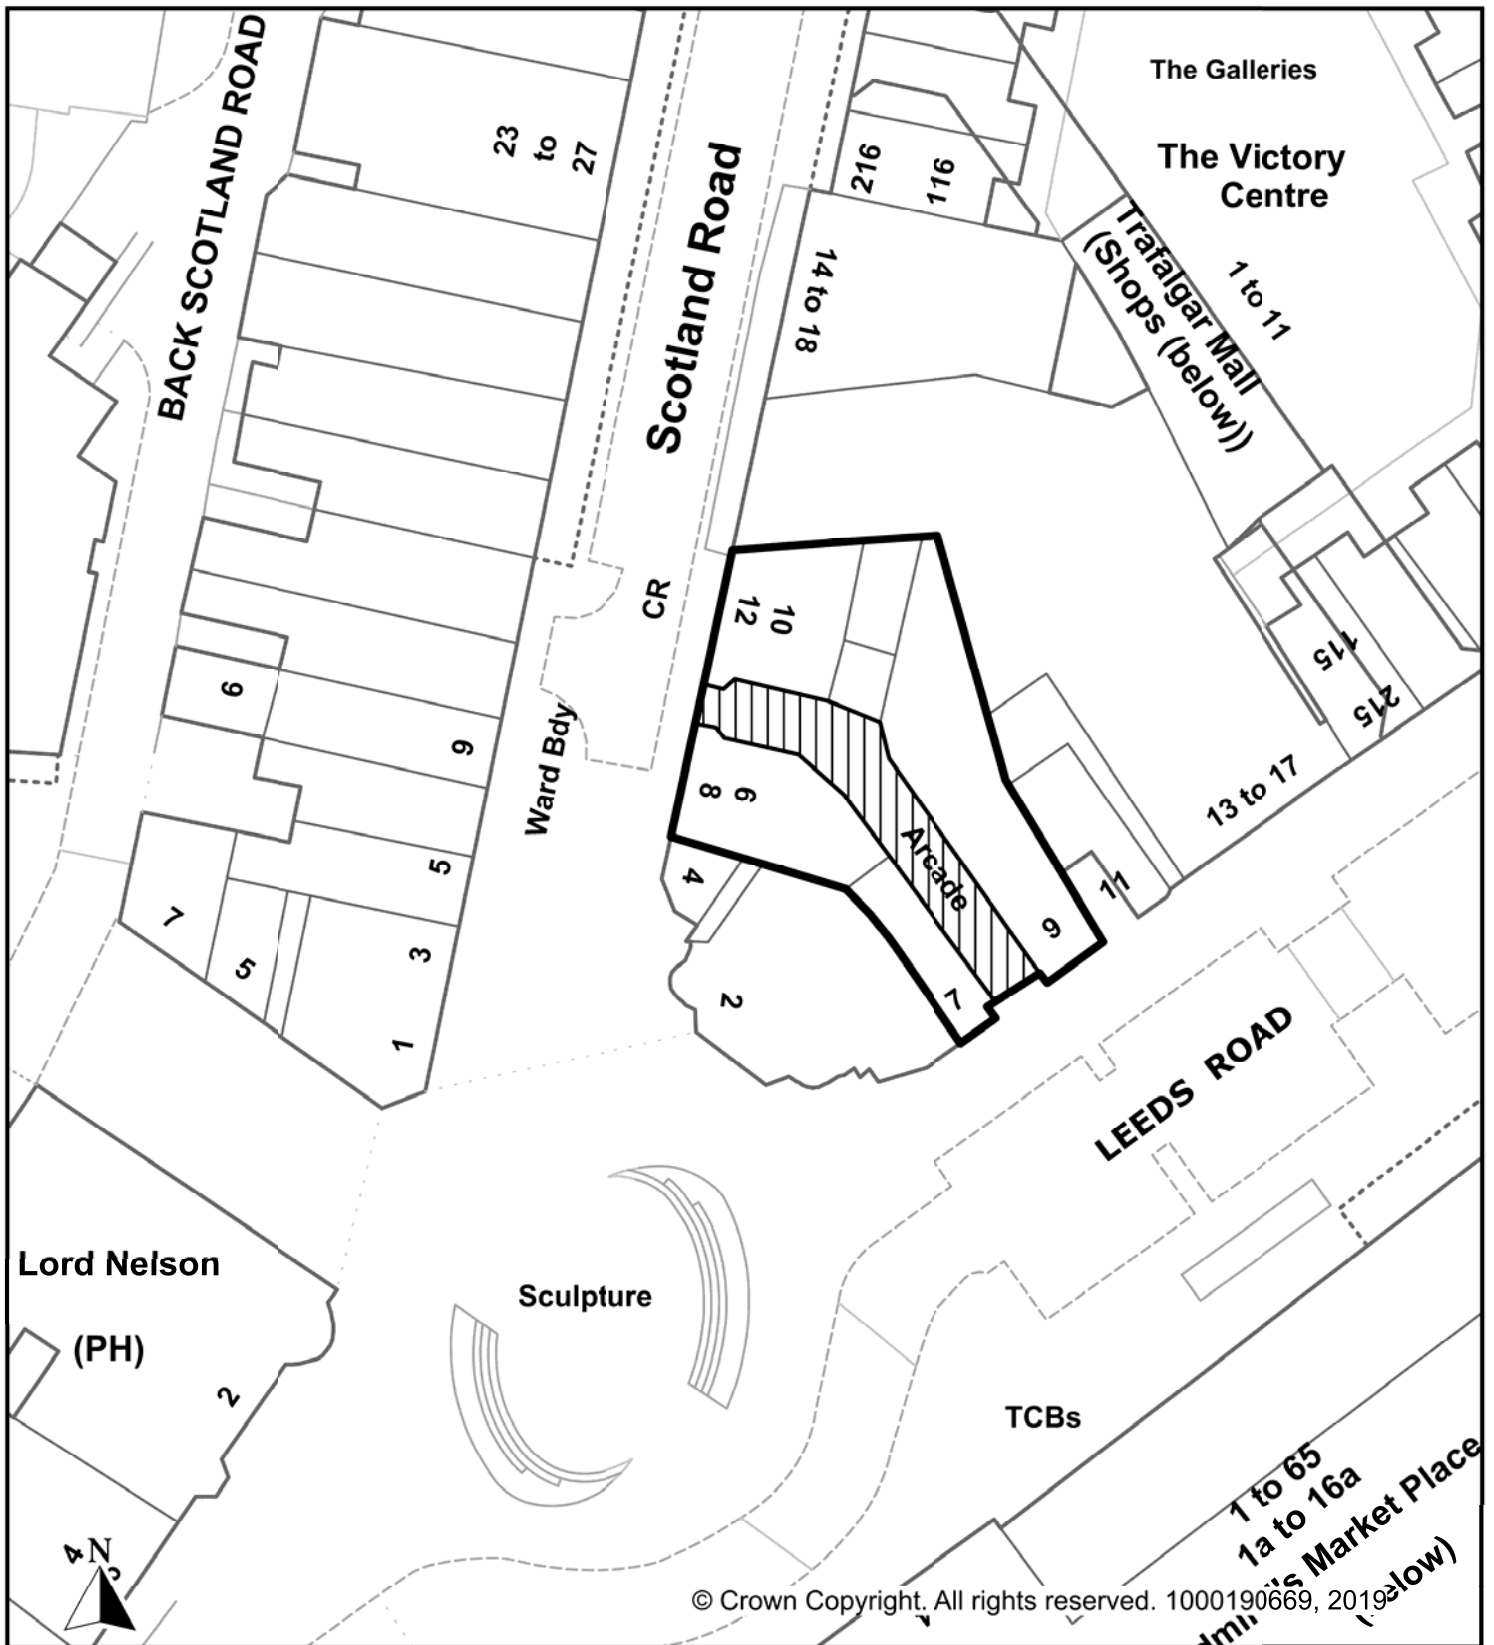 BACK SCOTLAND ROAD
23
to
27
Scotland Road
216
116
The Galleries
The Victory
Centre
Trafalgar Mall
(Shops (below))
1 to 11
14 to 18
CR
12
10
Ward Bdy
9
9
8
6
Arcade
115
215
13 to 17
11
9
7
4
2
5
3
1
7
5
LEEDS ROAD
Lord Nelson
(PH)
2
Sculpture
TCBs
1 to 65
1a to 16a
's Market Place
elow)
4
N
© Crown Copyright. All rights reserved. 1000190669, 2019